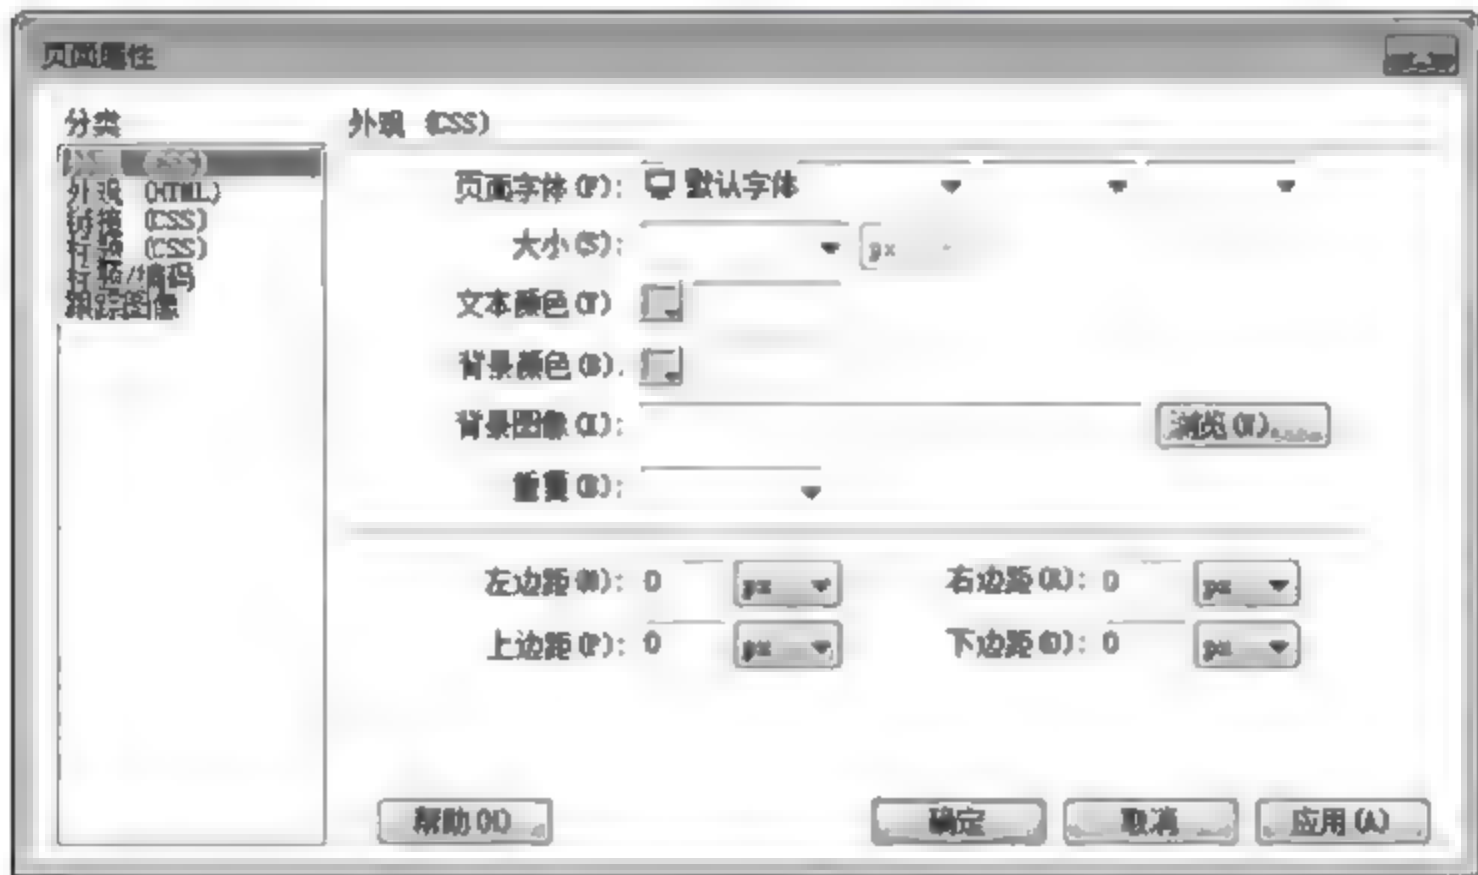 页面属性
分类
外观 (CSS)
外观 (CSS)
外观 (HTML)
链接 (CSS)
标题 (CSS)
标题/编码
跟踪图像
页面字体(F): 默认字体
大小(S): px
文本颜色(T)
背景颜色(B):
背景图像(I): 浏览(W)...
重复(E):
左边距(M): 0 px 右边距(R): 0 px
上边距(P): 0 px 下边距(O): 0 px
帮助(H) 确定 取消 应用(A)